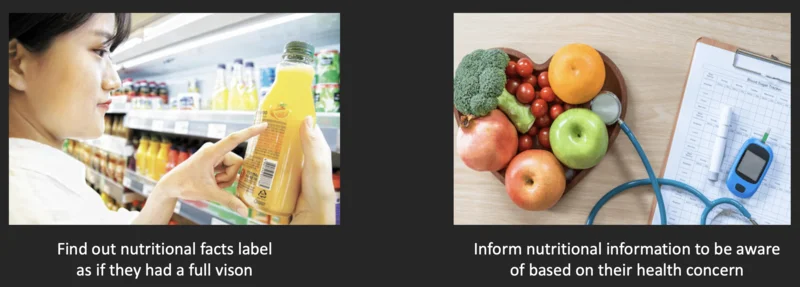 Find out nutritional facts label
as if they had a full vison
Inform nutritional information to be aware
of based on their health concern